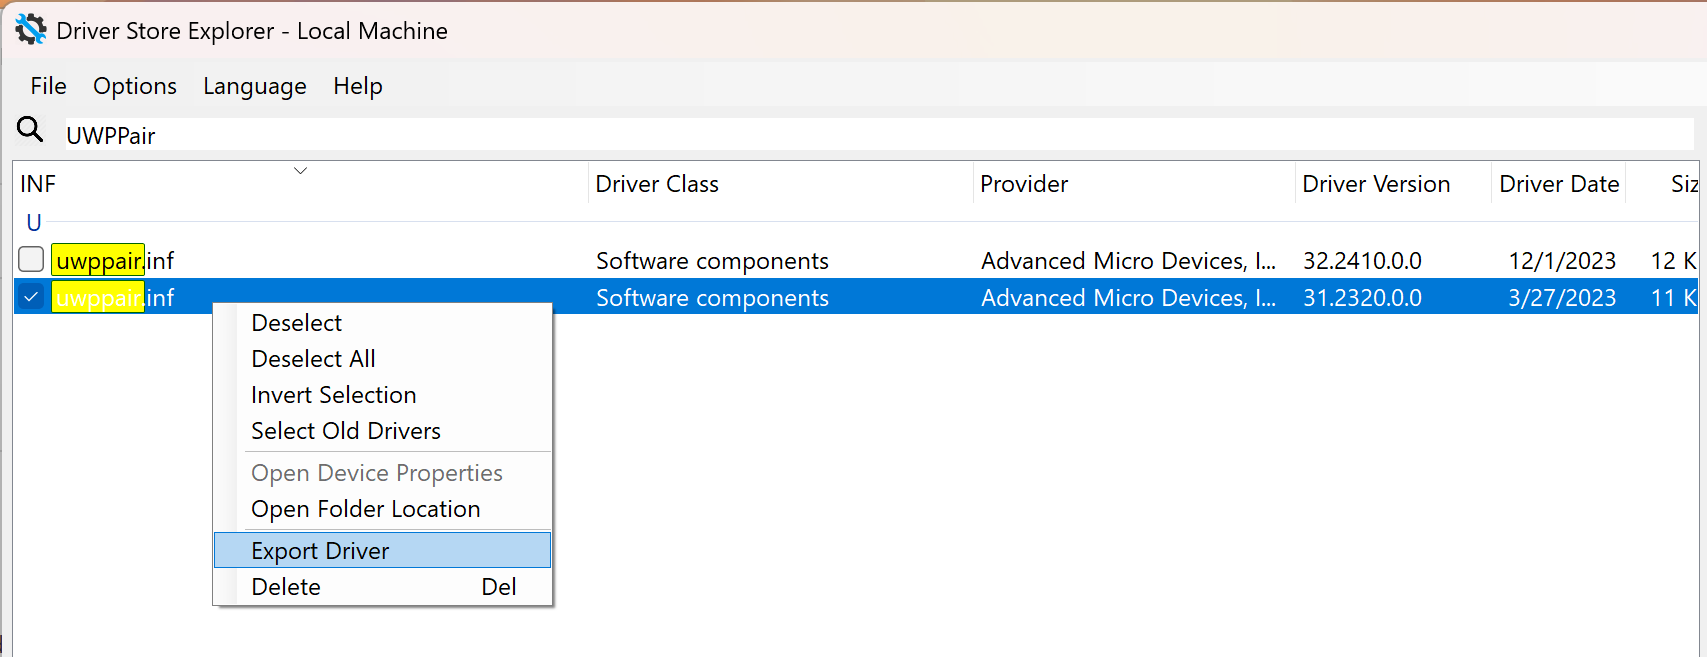 Driver Store Explorer - Local Machine
File Options Language Help
UWPPair
INF Driver Class Provider Driver Version Driver Date Siz
U
uwppair.inf Software components Advanced Micro Devices, I... 32.2410.0.0 12/1/2023 12 K
uwppair.inf Software components Advanced Micro Devices, I... 31.2320.0.0 3/27/2023 11 K
Deselect
Deselect All
Invert Selection
Select Old Drivers
Open Device Properties
Open Folder Location
Export Driver
Delete Del